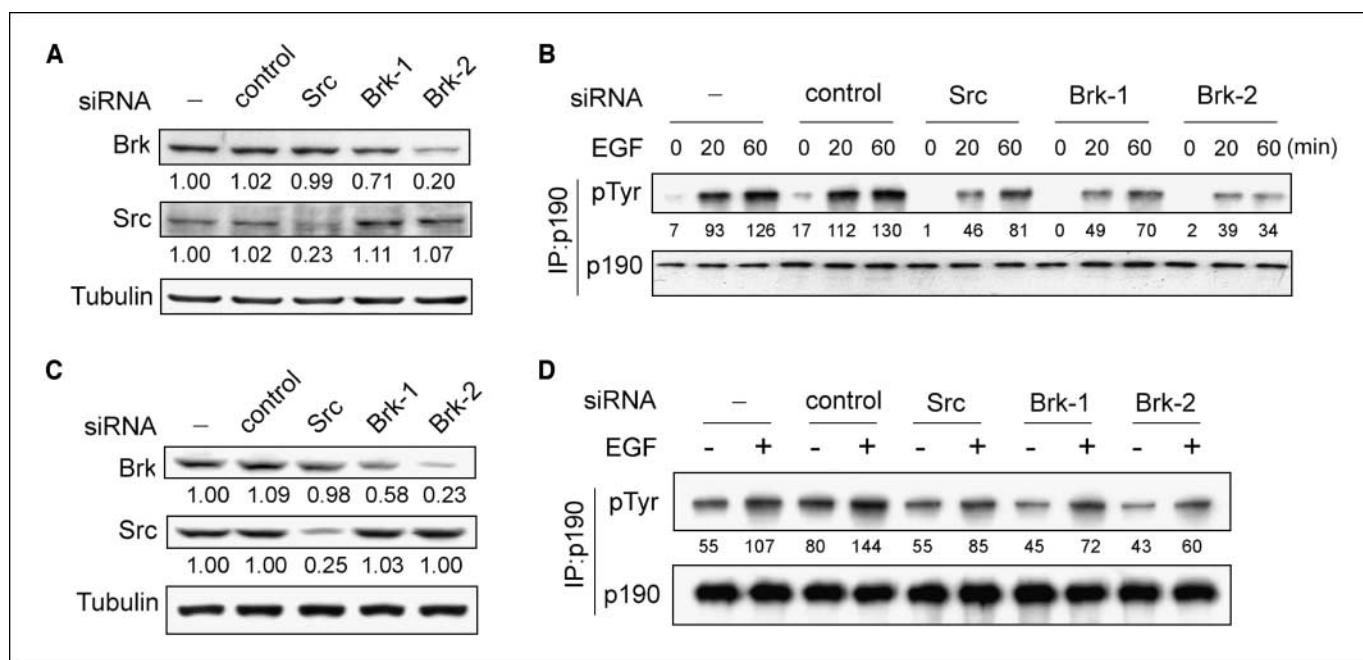 A
siRNA – control Src Brk-1 Brk-2
Brk
1.00 1.02 0.99 0.71 0.20
Src
1.00 1.02 0.23 1.11 1.07
Tubulin
B
siRNA – control Src Brk-1 Brk-2
EGF 0 20 60 0 20 60 0 20 60 0 20 60 0 20 60 (min)
IP:p190
pTyr
7 93 126 17 112 130 1 46 81 0 49 70 2 39 34
p190
C
siRNA – control Src Brk-1 Brk-2
Brk
1.00 1.09 0.98 0.58 0.23
Src
1.00 1.00 0.25 1.03 1.00
Tubulin
D
siRNA – control Src Brk-1 Brk-2
EGF - + - + - + - + - +
IP:p190
pTyr
55 107 80 144 55 85 45 72 43 60
p190